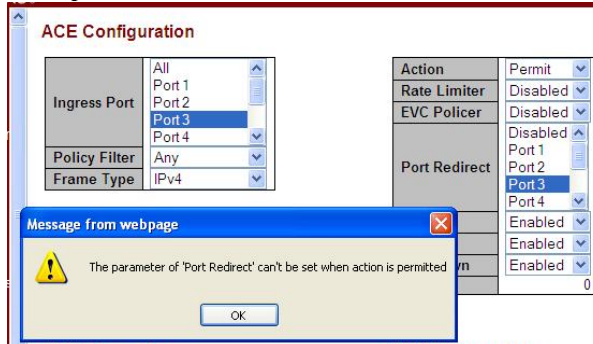 ACE Configuration
Ingress Port
All
Port 1
Port 2
Port 3
Port 4
Policy Filter Any
Frame Type IPv4
Action Permit
Rate Limiter Disabled
EVC Policer Disabled
Port Redirect
Disabled
Port 1
Port 2
Port 3
Port 4
Enabled
Enabled
Enabled
0
Message from webpage
The parameter of 'Port Redirect' can't be set when action is permitted
OK